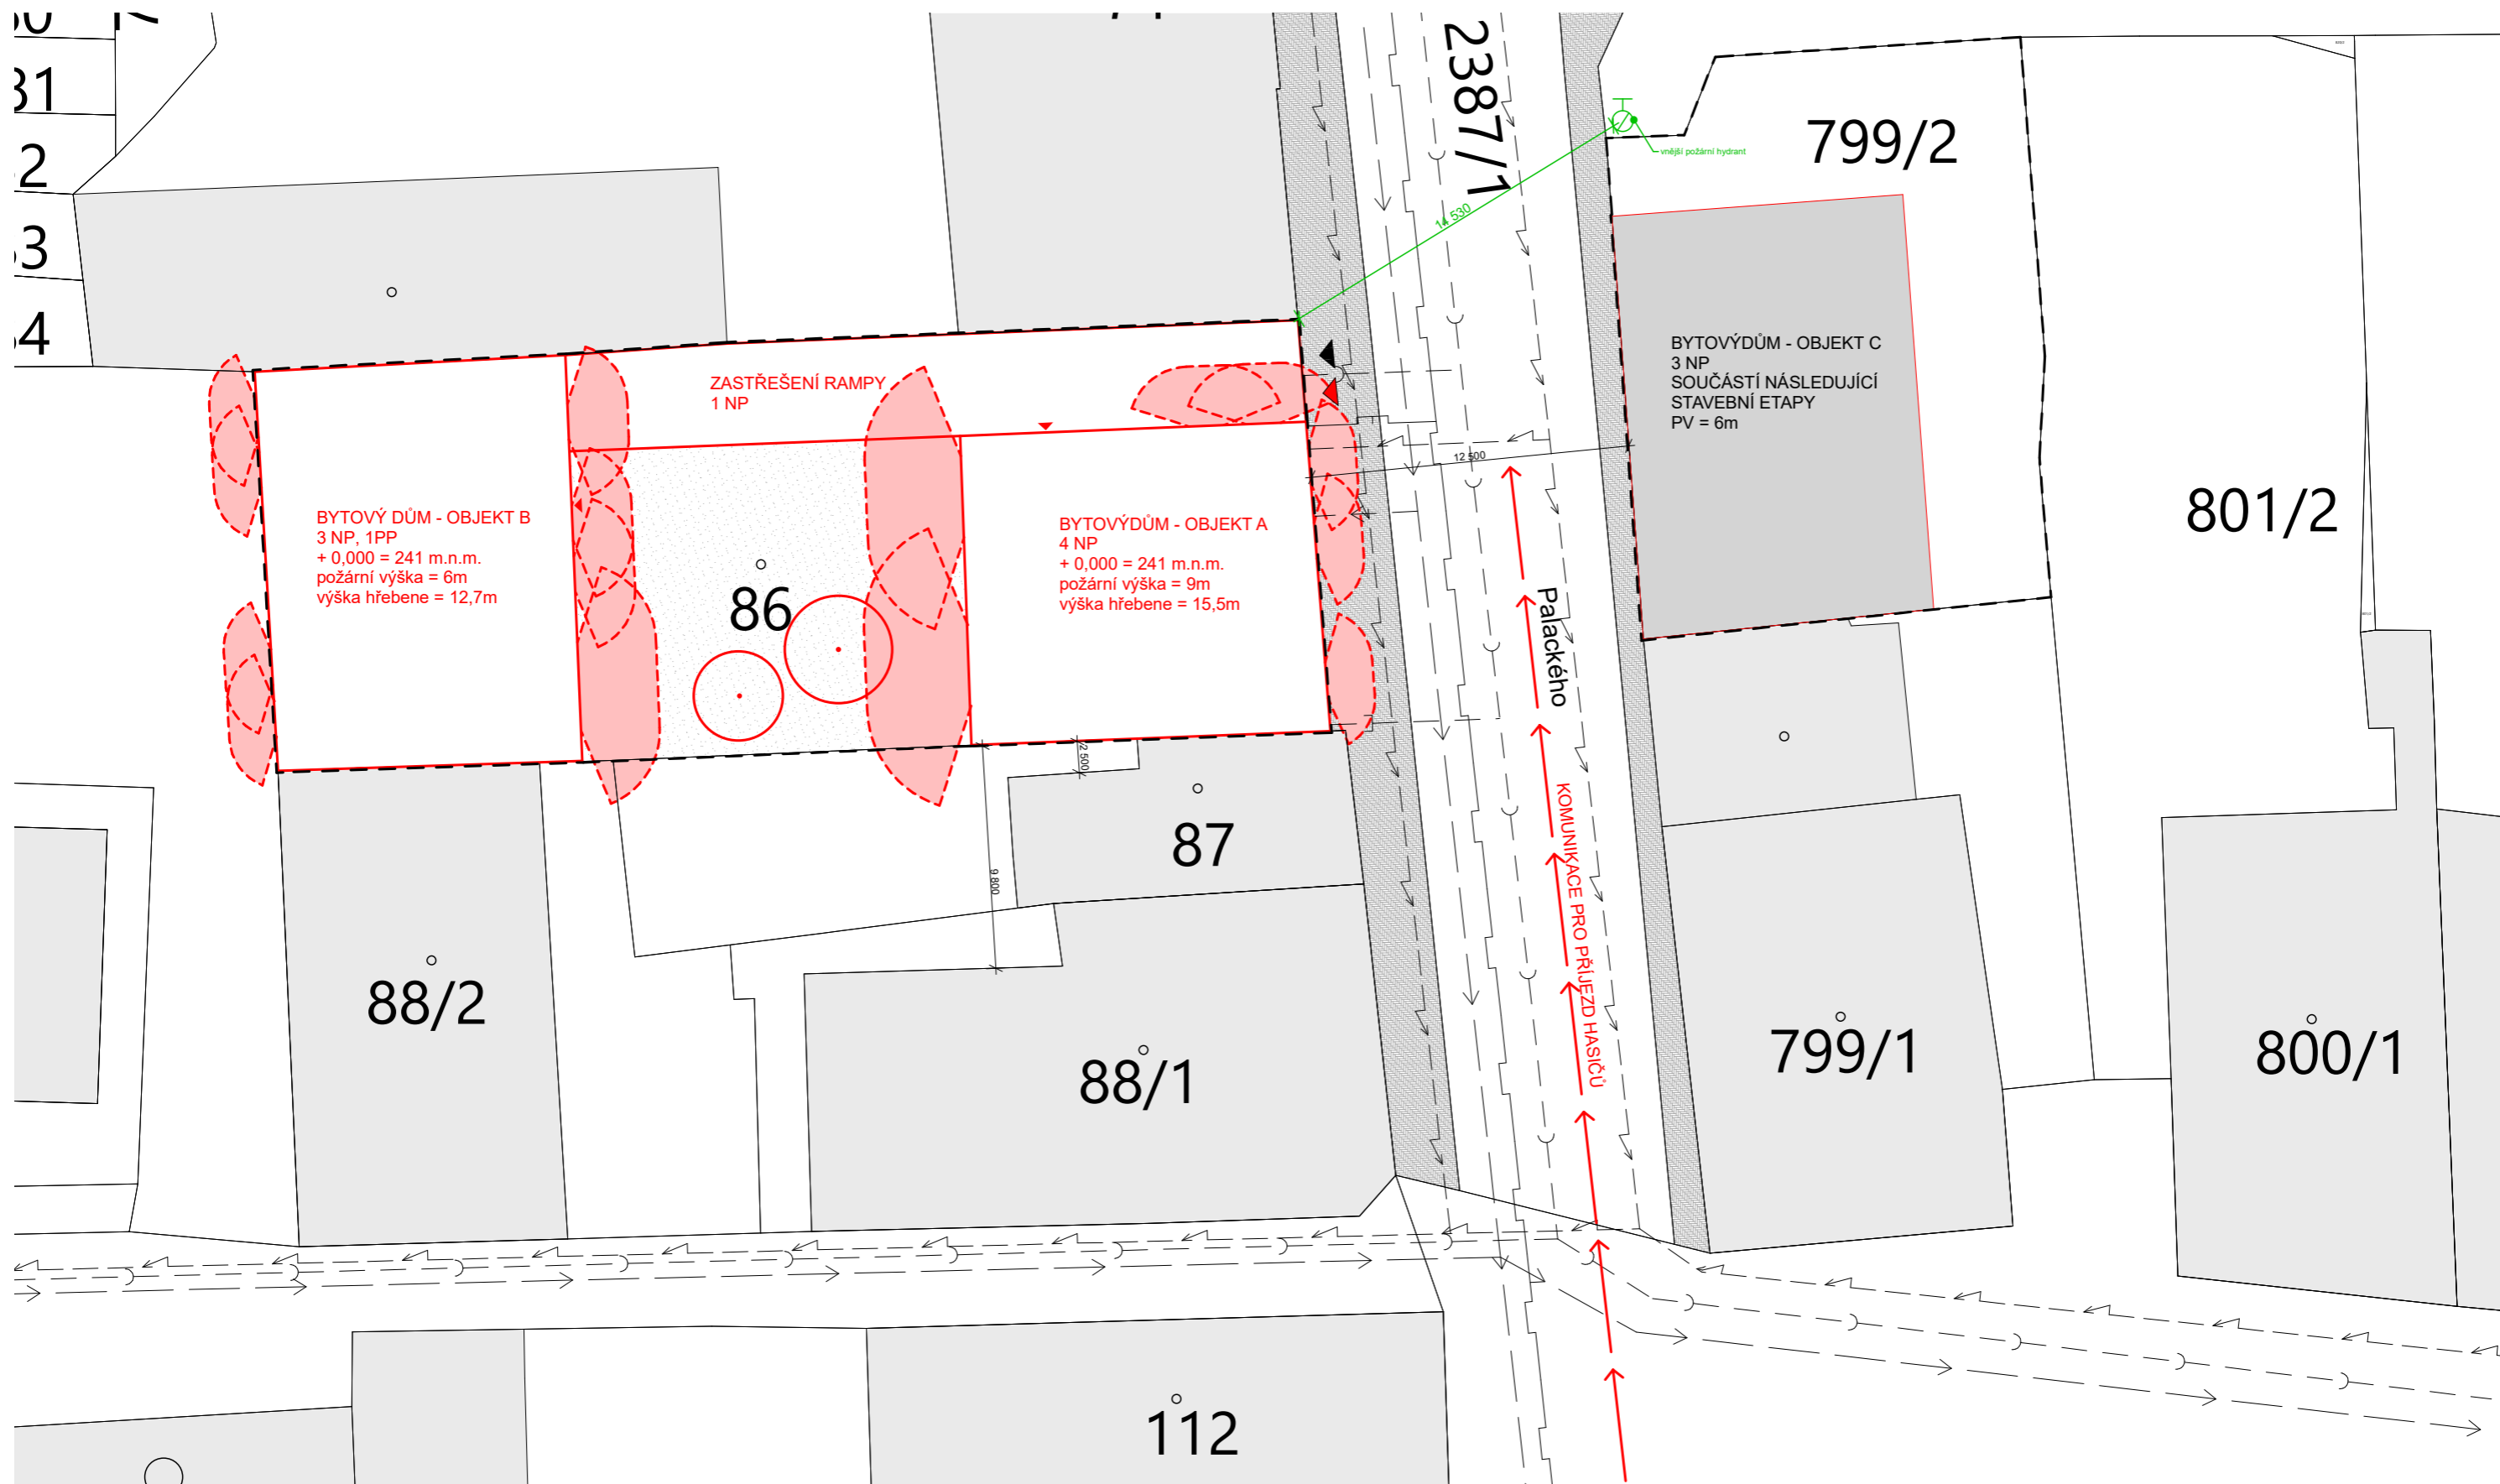 31
2387/1
799/2
vnější požární hydrant
14 530
ZASTŘEŠENÍ RAMPY
1 NP
BYTOVÝDŮM - OBJEKT C
3 NP
SOUČÁSTÍ NÁSLEDUJÍCÍ
STAVEBNÍ ETAPY
PV = 6m
12 500
801/2
BYTOVÝ DŮM - OBJEKT B
3 NP, 1PP
+ 0,000 = 241 m.n.m.
požární výška = 6m
výška hřebene = 12,7m
86
BYTOVÝDŮM - OBJEKT A
4 NP
+ 0,000 = 241 m.n.m.
požární výška = 9m
výška hřebene = 15,5m
Palackého
2 500
87
9 800
KOMUNIKACE PRO PŘÍJEZD HASIČŮ
88/2
88/1
799/1
800/1
112